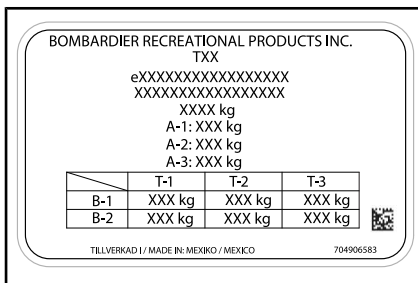 BOMBARDIER RECREATIONAL PRODUCTS INC.
TXX
eXXXXXXXXXXXXXXXXX
XXXXXXXXXXXXXXXXX
XXXX kg
A-1: XXX kg
A-2: XXX kg
A-3: XXX kg
T-1 T-2 T-3
B-1 XXX kg XXX kg XXX kg
B-2 XXX kg XXX kg XXX kg
TILLVERKAD I / MADE IN: MEXIKO / MEXICO 704906583